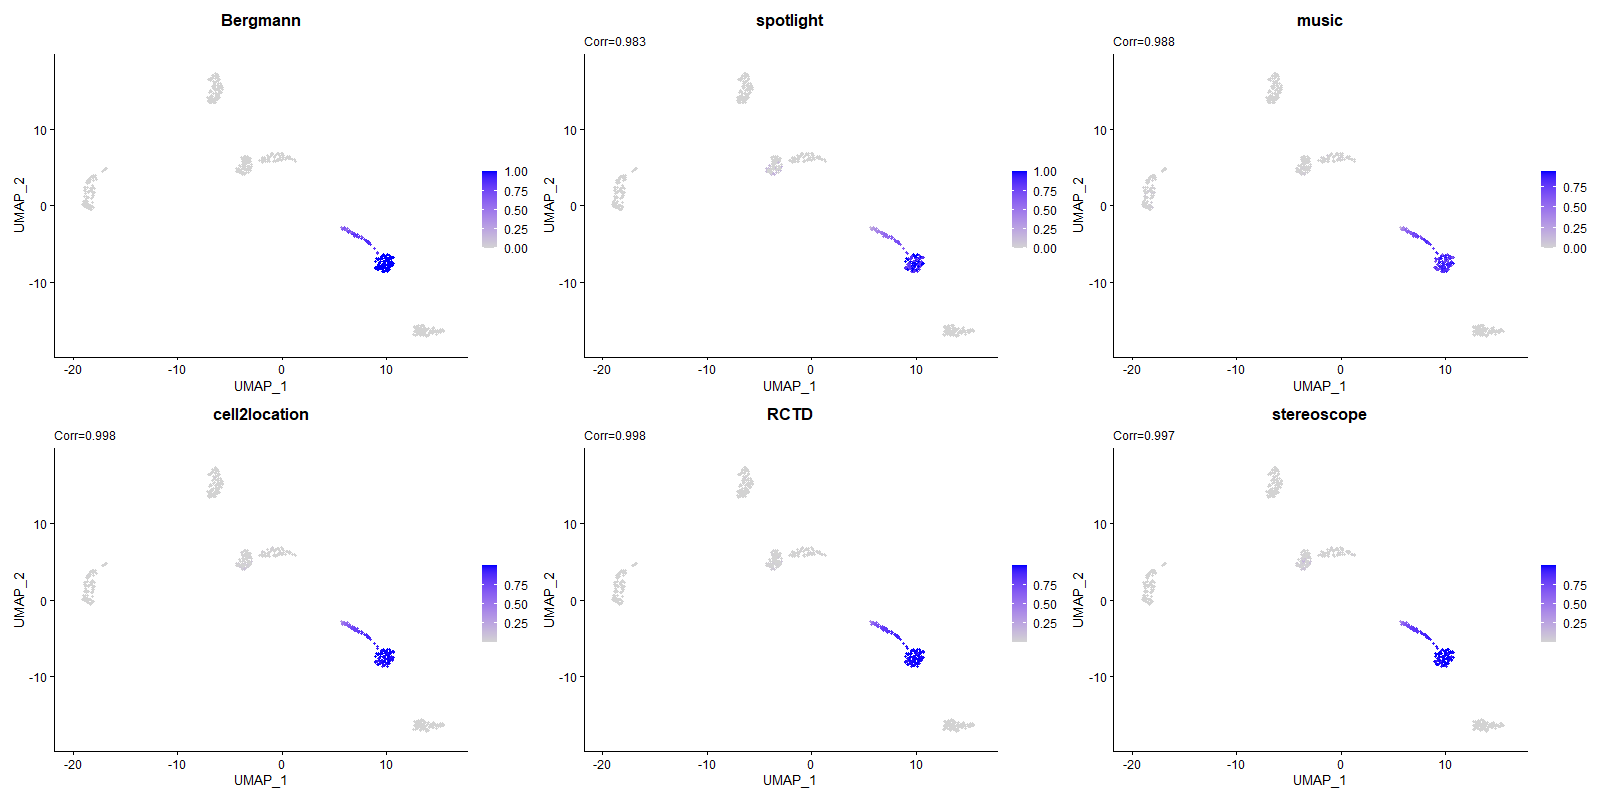 Bergmann
UMAP_2
10
0
-10
-20
-10
0
10
UMAP_1
1.00
0.75
0.50
0.25
0.00
spotlight
Corr=0.983
UMAP_2
10
0
-10
-20
-10
0
10
UMAP_1
1.00
0.75
0.50
0.25
0.00
music
Corr=0.988
UMAP_2
10
0
-10
-20
-10
0
10
UMAP_1
0.75
0.50
0.25
0.00
cell2location
Corr=0.998
UMAP_2
10
0
-10
-20
-10
0
10
UMAP_1
0.75
0.50
0.25
RCTD
Corr=0.998
UMAP_2
10
0
-10
-20
-10
0
10
UMAP_1
0.75
0.50
0.25
stereoscope
Corr=0.997
UMAP_2
10
0
-10
-20
-10
0
10
UMAP_1
0.75
0.50
0.25